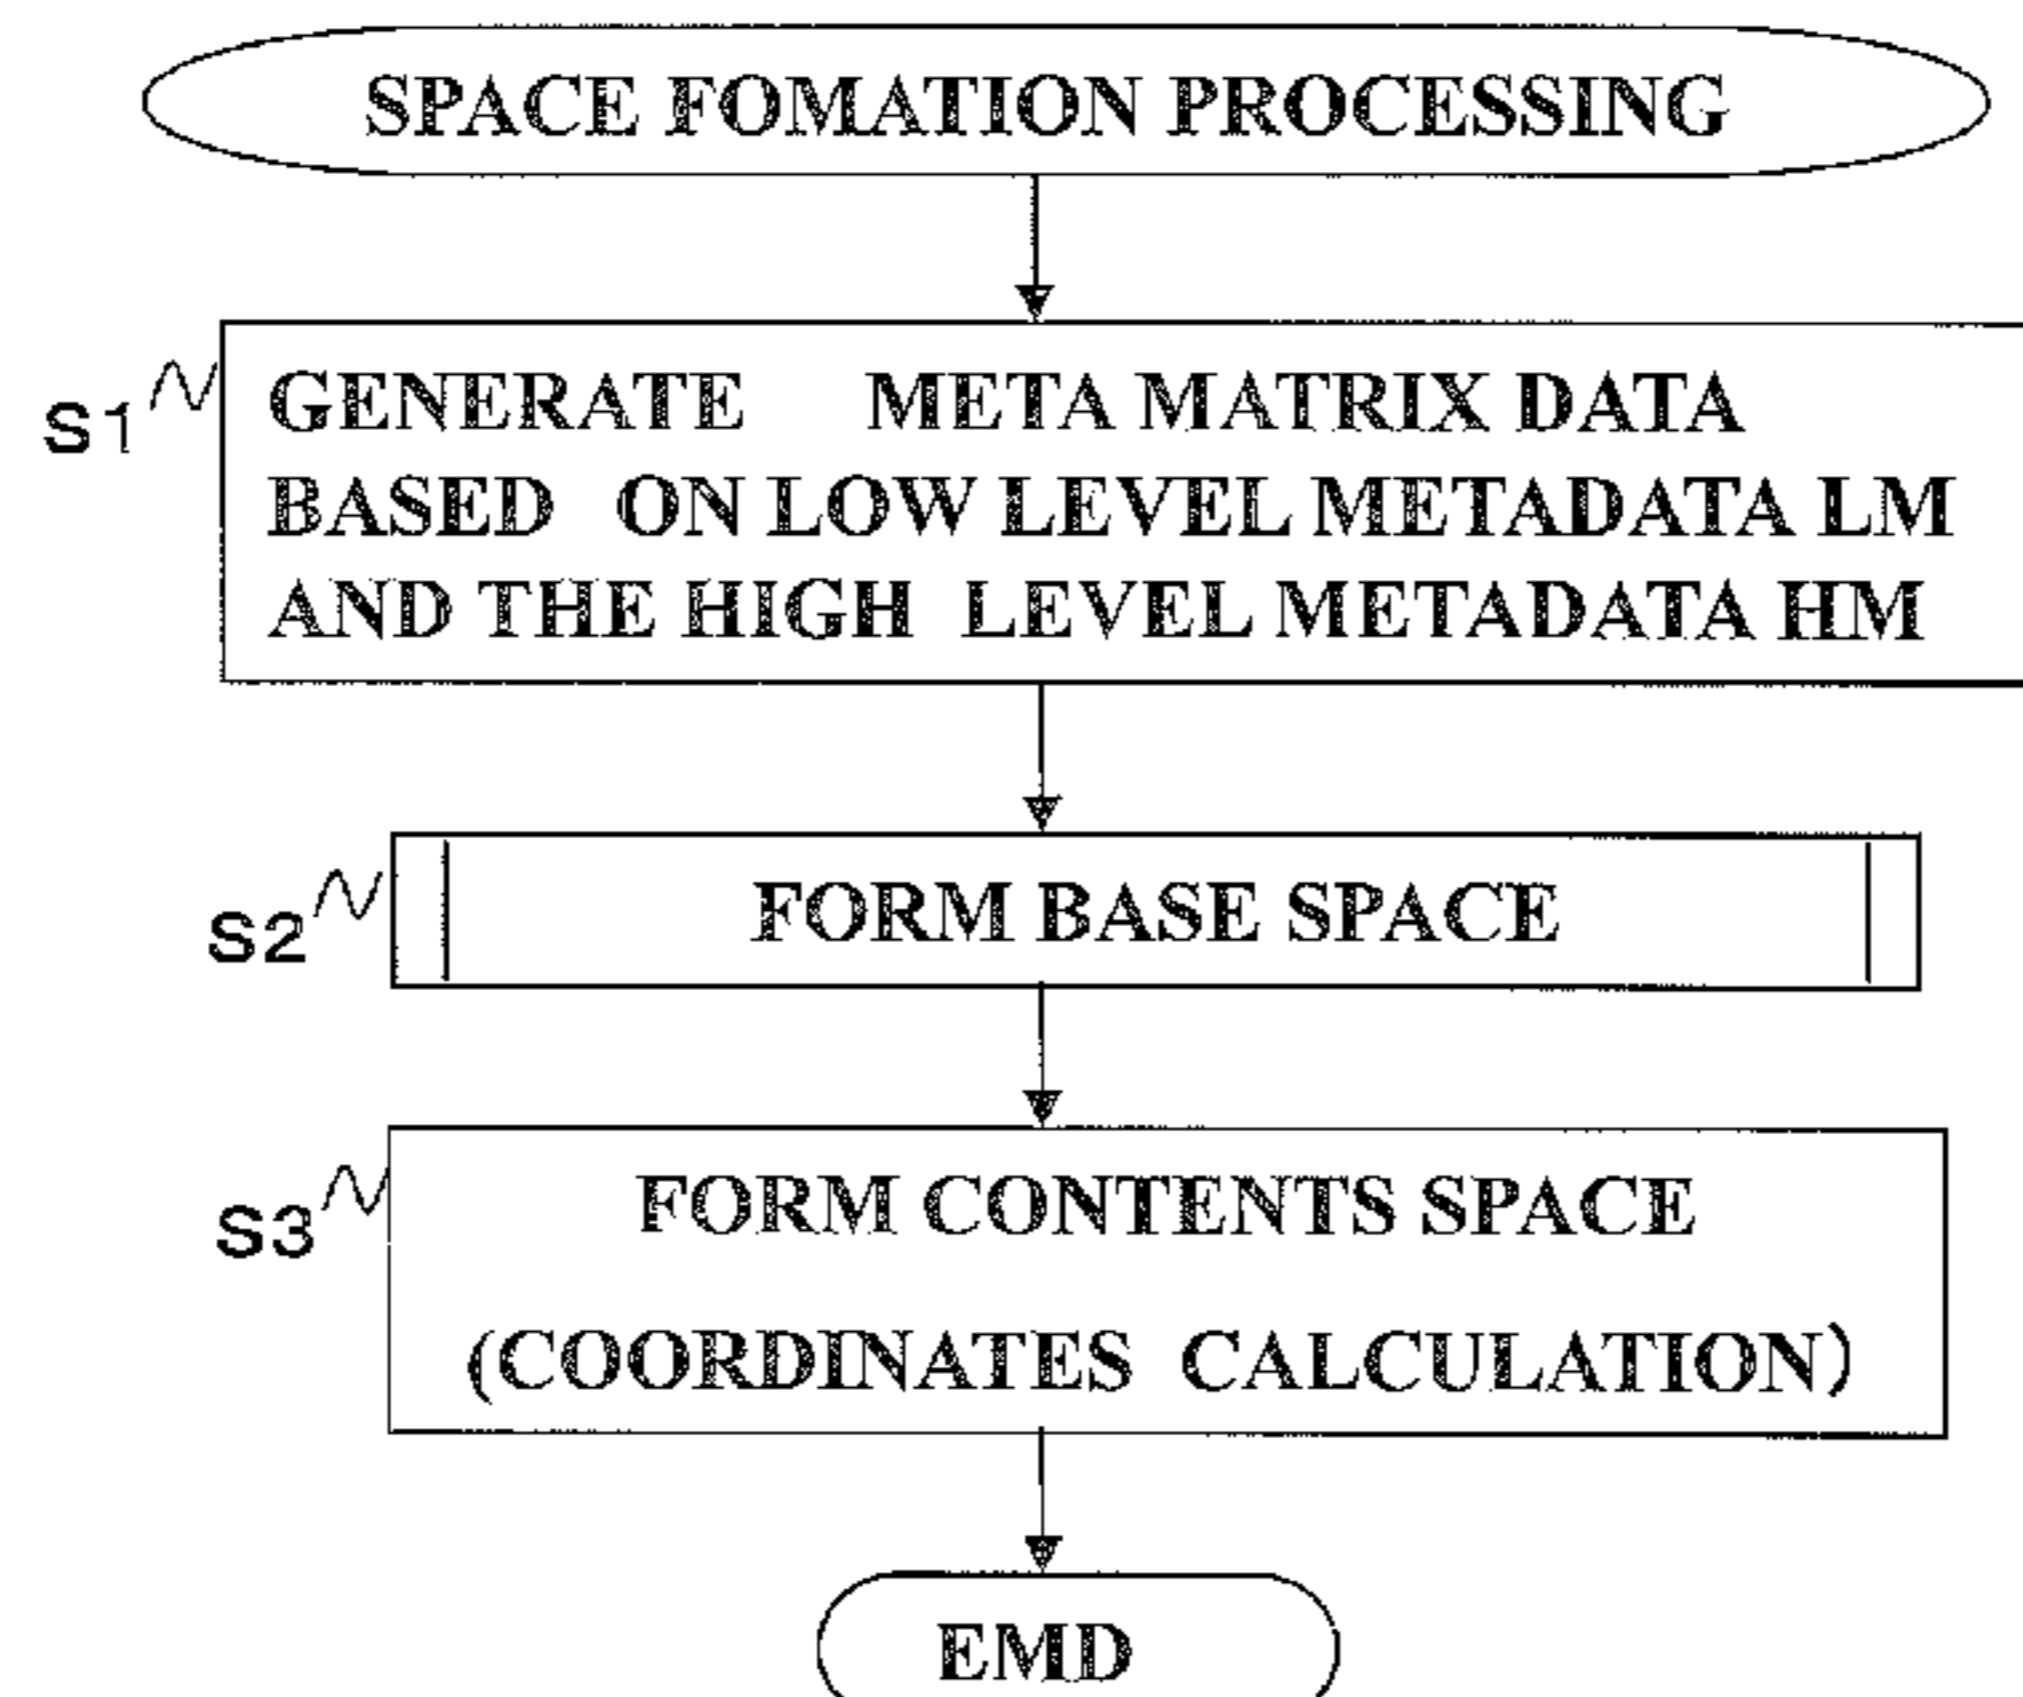 SPACE FOMATION PROCESSING
S1
GENERATE META MATRIX DATA
BASED ON LOW LEVEL METADATA LM
AND THE HIGH LEVEL METADATA HM
S2
FORM BASE SPACE
S3
FORM CONTENTS SPACE
(COORDINATES CALCULATION)
EMD